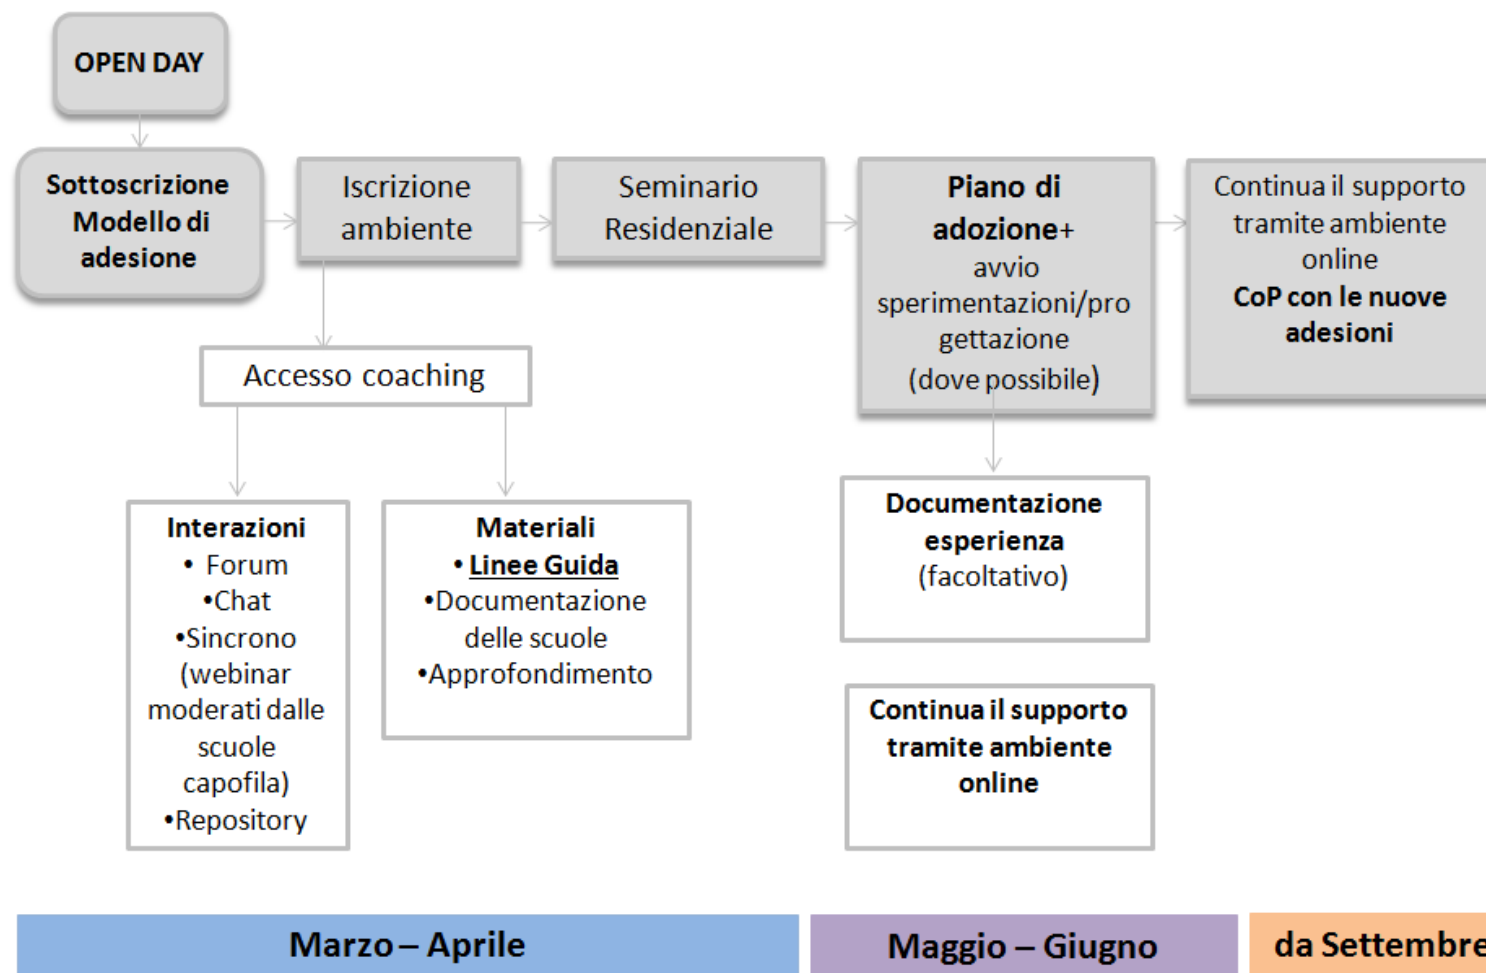 OPEN DAY
Sottoscrizione
Modello di
adesione
Iscrizione
ambiente
Seminario
Residenziale
Piano di
adozione+
avvio
sperimentazioni/pro
gettazione
(dove possibile)
Continua il supporto
tramite ambiente
online
CoP con le nuove
adesioni
Accesso coaching
Interazioni
• Forum
•Chat
•Sincrono
(webinar
moderati dalle
scuole
capofila)
•Repository
Materiali
• Linee Guida
•Documentazione
delle scuole
•Approfondimento
Documentazione
esperienza
(facoltativo)
Continua il supporto
tramite ambiente
online
Marzo – Aprile
Maggio – Giugno
da Settembre